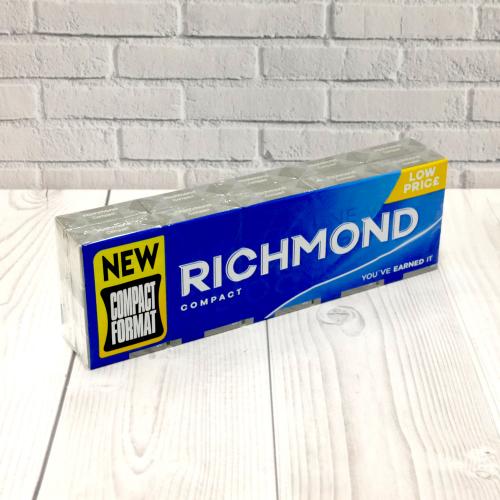 NEW
COMPACT
FORMAT
RICHMOND
COMPACT
LOW
PRICE
YOU'VE EARNED IT